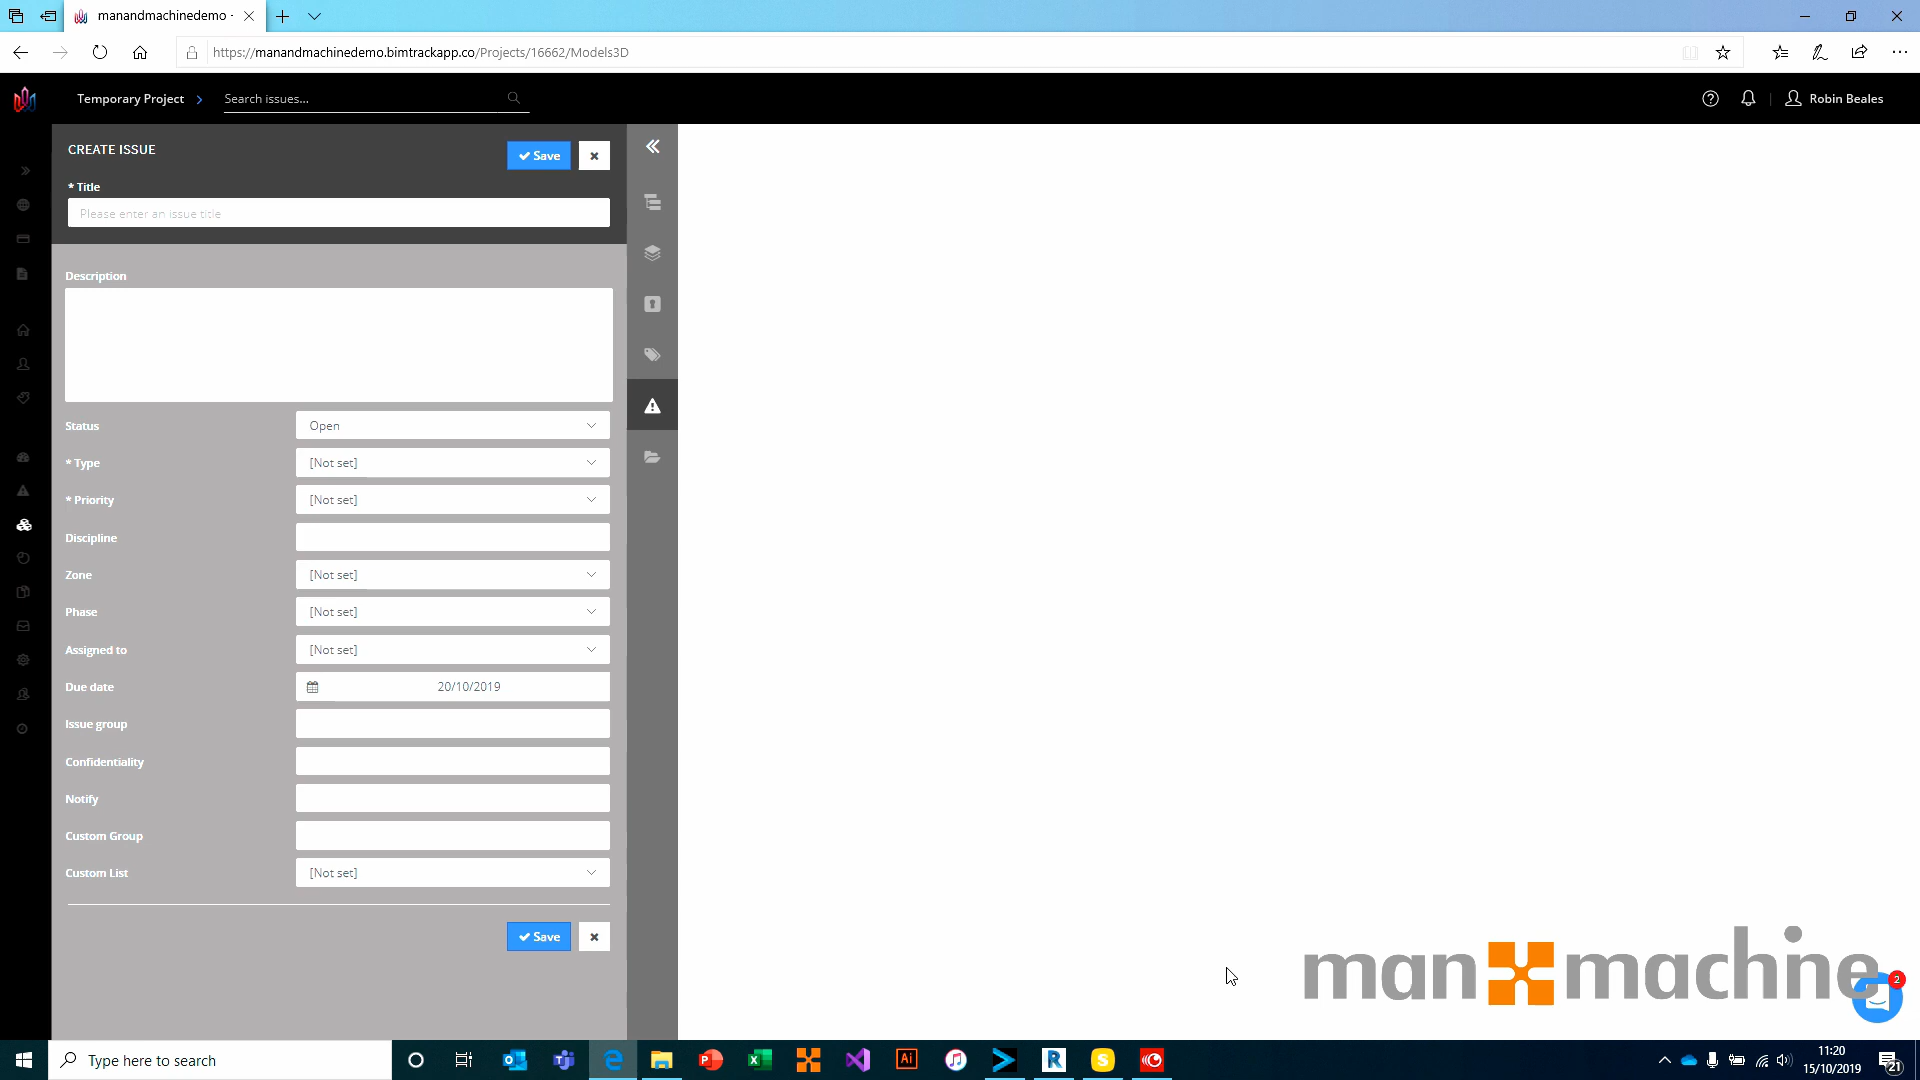 manandmachinedemo -
https://manandmachinedemo.bimtrackapp.co/Projects/16662/Models3D
Temporary Project
Search issues...
Robin Beales
CREATE ISSUE
Save
* Title
Please enter an issue title
Description
Status
Open
* Type
[Not set]
* Priority
[Not set]
Discipline
Zone
[Not set]
Phase
[Not set]
Assigned to
[Not set]
Due date
20/10/2019
Issue group
Confidentiality
Notify
Custom Group
Custom List
[Not set]
Save
man machine
2
Type here to search
11:20
15/10/2019
21